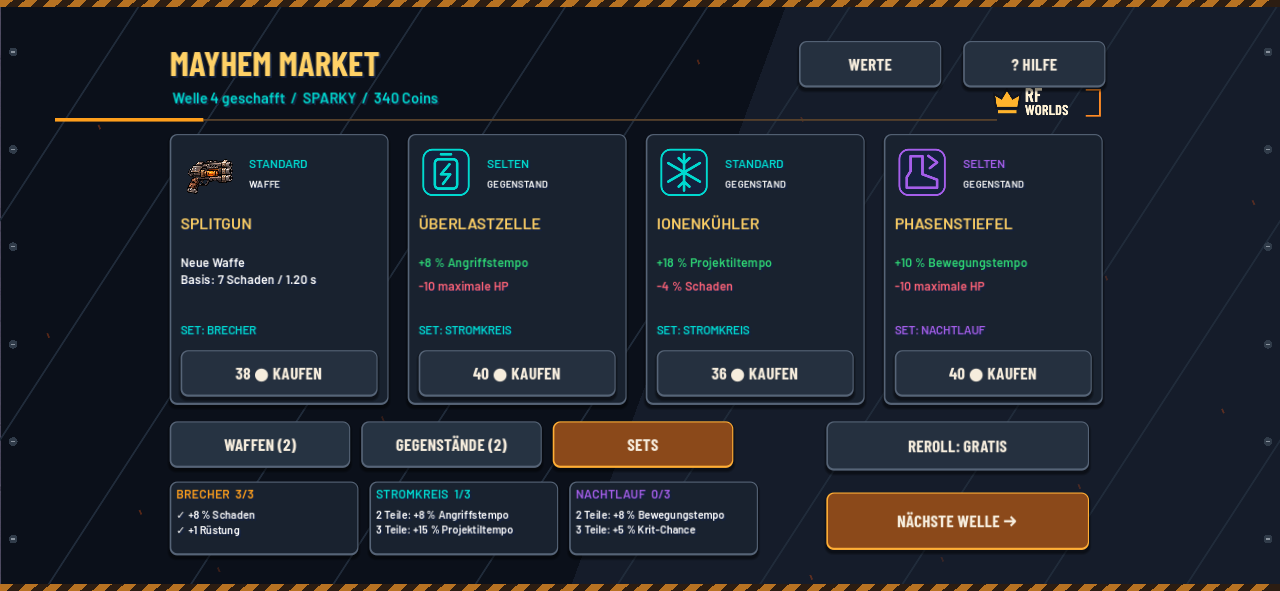 MAYHEM MARKET
Welle 4 geschafft / SPARKY / 340 Coins
WERTE
? HILFE
RF
WORLDS
STANDARD
WAFFE
SPLITGUN
Neue Waffe
Basis: 7 Schaden / 1.20 s
SET: BRECHER
38 ● KAUFEN
SELTEN
GEGENSTAND
ÜBERLASTZELLE
+8 % Angriffstempo
-10 maximale HP
SET: STROMKREIS
40 ● KAUFEN
STANDARD
GEGENSTAND
IONENKÜHLER
+18 % Projektiltempo
-4 % Schaden
SET: STROMKREIS
36 ● KAUFEN
SELTEN
GEGENSTAND
PHASENSTIEFEL
+10 % Bewegungstempo
-10 maximale HP
SET: NACHTLAUF
40 ● KAUFEN
WAFFEN (2)
GEGENSTÄNDE (2)
SETS
REROLL: GRATIS
BRECHER 3/3
✓ +8 % Schaden
✓ +1 Rüstung
STROMKREIS 1/3
2 Teile: +8 % Angriffstempo
3 Teile: +15 % Projektiltempo
NACHTLAUF 0/3
2 Teile: +8 % Bewegungstempo
3 Teile: +5 % Krit-Chance
NÄCHSTE WELLE →